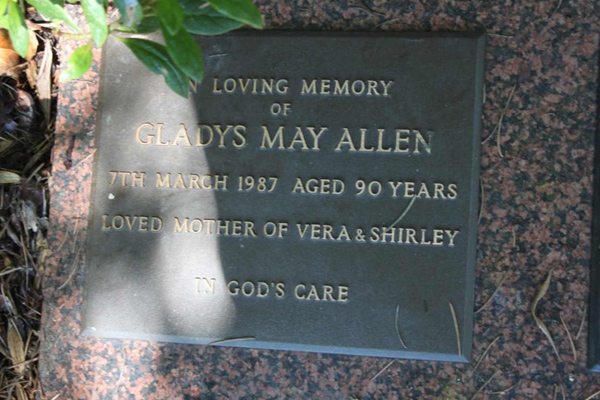 IN LOVING MEMORY
OF
GLADYS MAY ALLEN
7TH MARCH 1987 AGED 90 YEARS
LOVED MOTHER OF VERA & SHIRLEY
IN GOD'S CARE